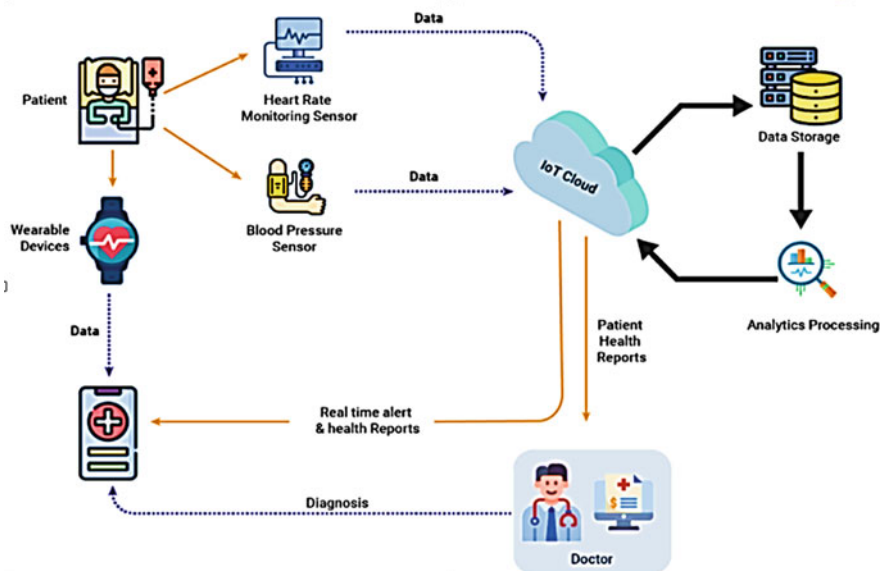 Data
Patient
Heart Rate
Monitoring Sensor
Data Storage
IoT Cloud
Data
Wearable
Devices
Blood Pressure
Sensor
Data
Patient
Health
Reports
Analytics Processing
Real time alert
& health Reports
Diagnosis
Doctor